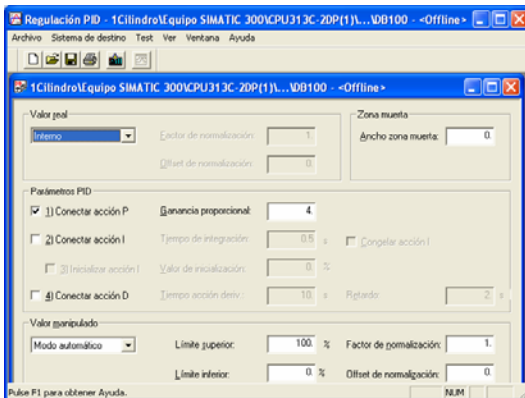 Regulación PID - 1Cilindro\Equipo SIMATIC 300\CPU313C-2DP(1)\...\DB100 - <Offline>
Archivo Sistema de destino Test Ver Ventana Ayuda
1Cilindro\Equipo SIMATIC 300\CPU313C-2DP(1)\...\DB100 - <Offline>
Valor real Zona muerta
Interno Factor de normalización: 1. Ancho zona muerta: 0.
Offset de normalización: 0.
Parámetros PID
1) Conectar acción P Ganancia proporcional: 4.
2) Conectar acción I Tiempo de integración: 0.5 s Congelar acción I
3) Inicializar acción I Valor de inicialización: 0. %
4) Conectar acción D Tiempo acción deriv.: 10. s Retardo: 2. s
Valor manipulado
Modo automático Límite superior: 100. % Factor de normalización: 1.
Límite inferior: 0. % Offset de normalización: 0.
Pulse F1 para obtener Ayuda. NUM